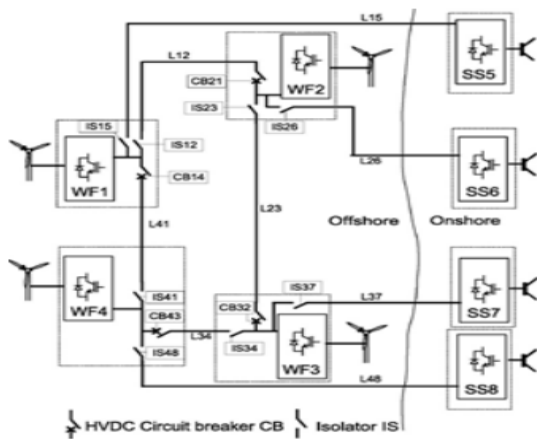 L15
SS5
L12
CB21
WF2
IS23
IS26
IS15
IS12
WF1
CB14
L26
SS6
L41
L23
Offshore
Onshore
IS37
WF4
IS41
CB43
CB32
L37
SS7
L34
IS34
WF3
IS48
L48
SS8
HVDC Circuit breaker CB
Isolator IS